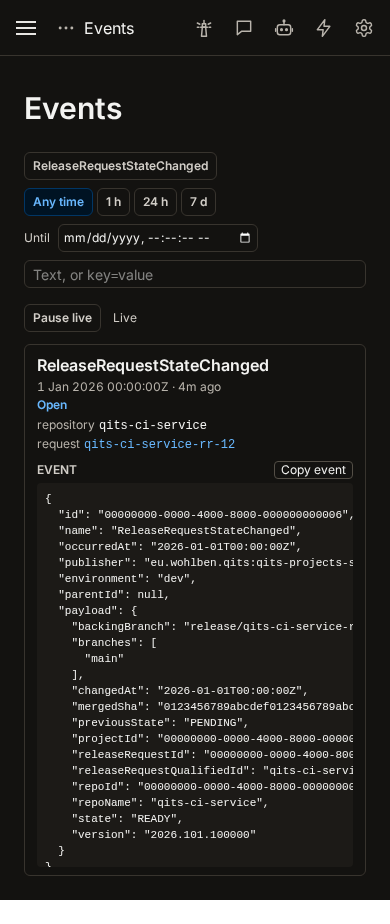 Events
Events
ReleaseRequestStateChanged
Any time 1 h 24 h 7 d
Until mm/dd/yyyy, --:--:-- --
Text, or key=value
Pause live Live
ReleaseRequestStateChanged
1 Jan 2026 00:00:00Z · 4m ago
Open
repository qits-ci-service
request qits-ci-service-rr-12
EVENT Copy event
{
"id": "00000000-0000-4000-8000-000000000006",
"name": "ReleaseRequestStateChanged",
"occurredAt": "2026-01-01T00:00:00Z",
"publisher": "eu.wohlben.qits:qits-projects-s
"environment": "dev",
"parentId": null,
"payload": {
"backingBranch": "release/qits-ci-service-r
"branches": [
"main"
],
"changedAt": "2026-01-01T00:00:00Z",
"mergedSha": "0123456789abcdef0123456789abc
"previousState": "PENDING",
"projectId": "00000000-0000-4000-8000-00000
"releaseRequestId": "00000000-0000-4000-800
"releaseRequestQualifiedId": "qits-ci-servi
"repoId": "00000000-0000-4000-8000-00000000
"repoName": "qits-ci-service",
"state": "READY",
"version": "2026.101.100000"
}
}